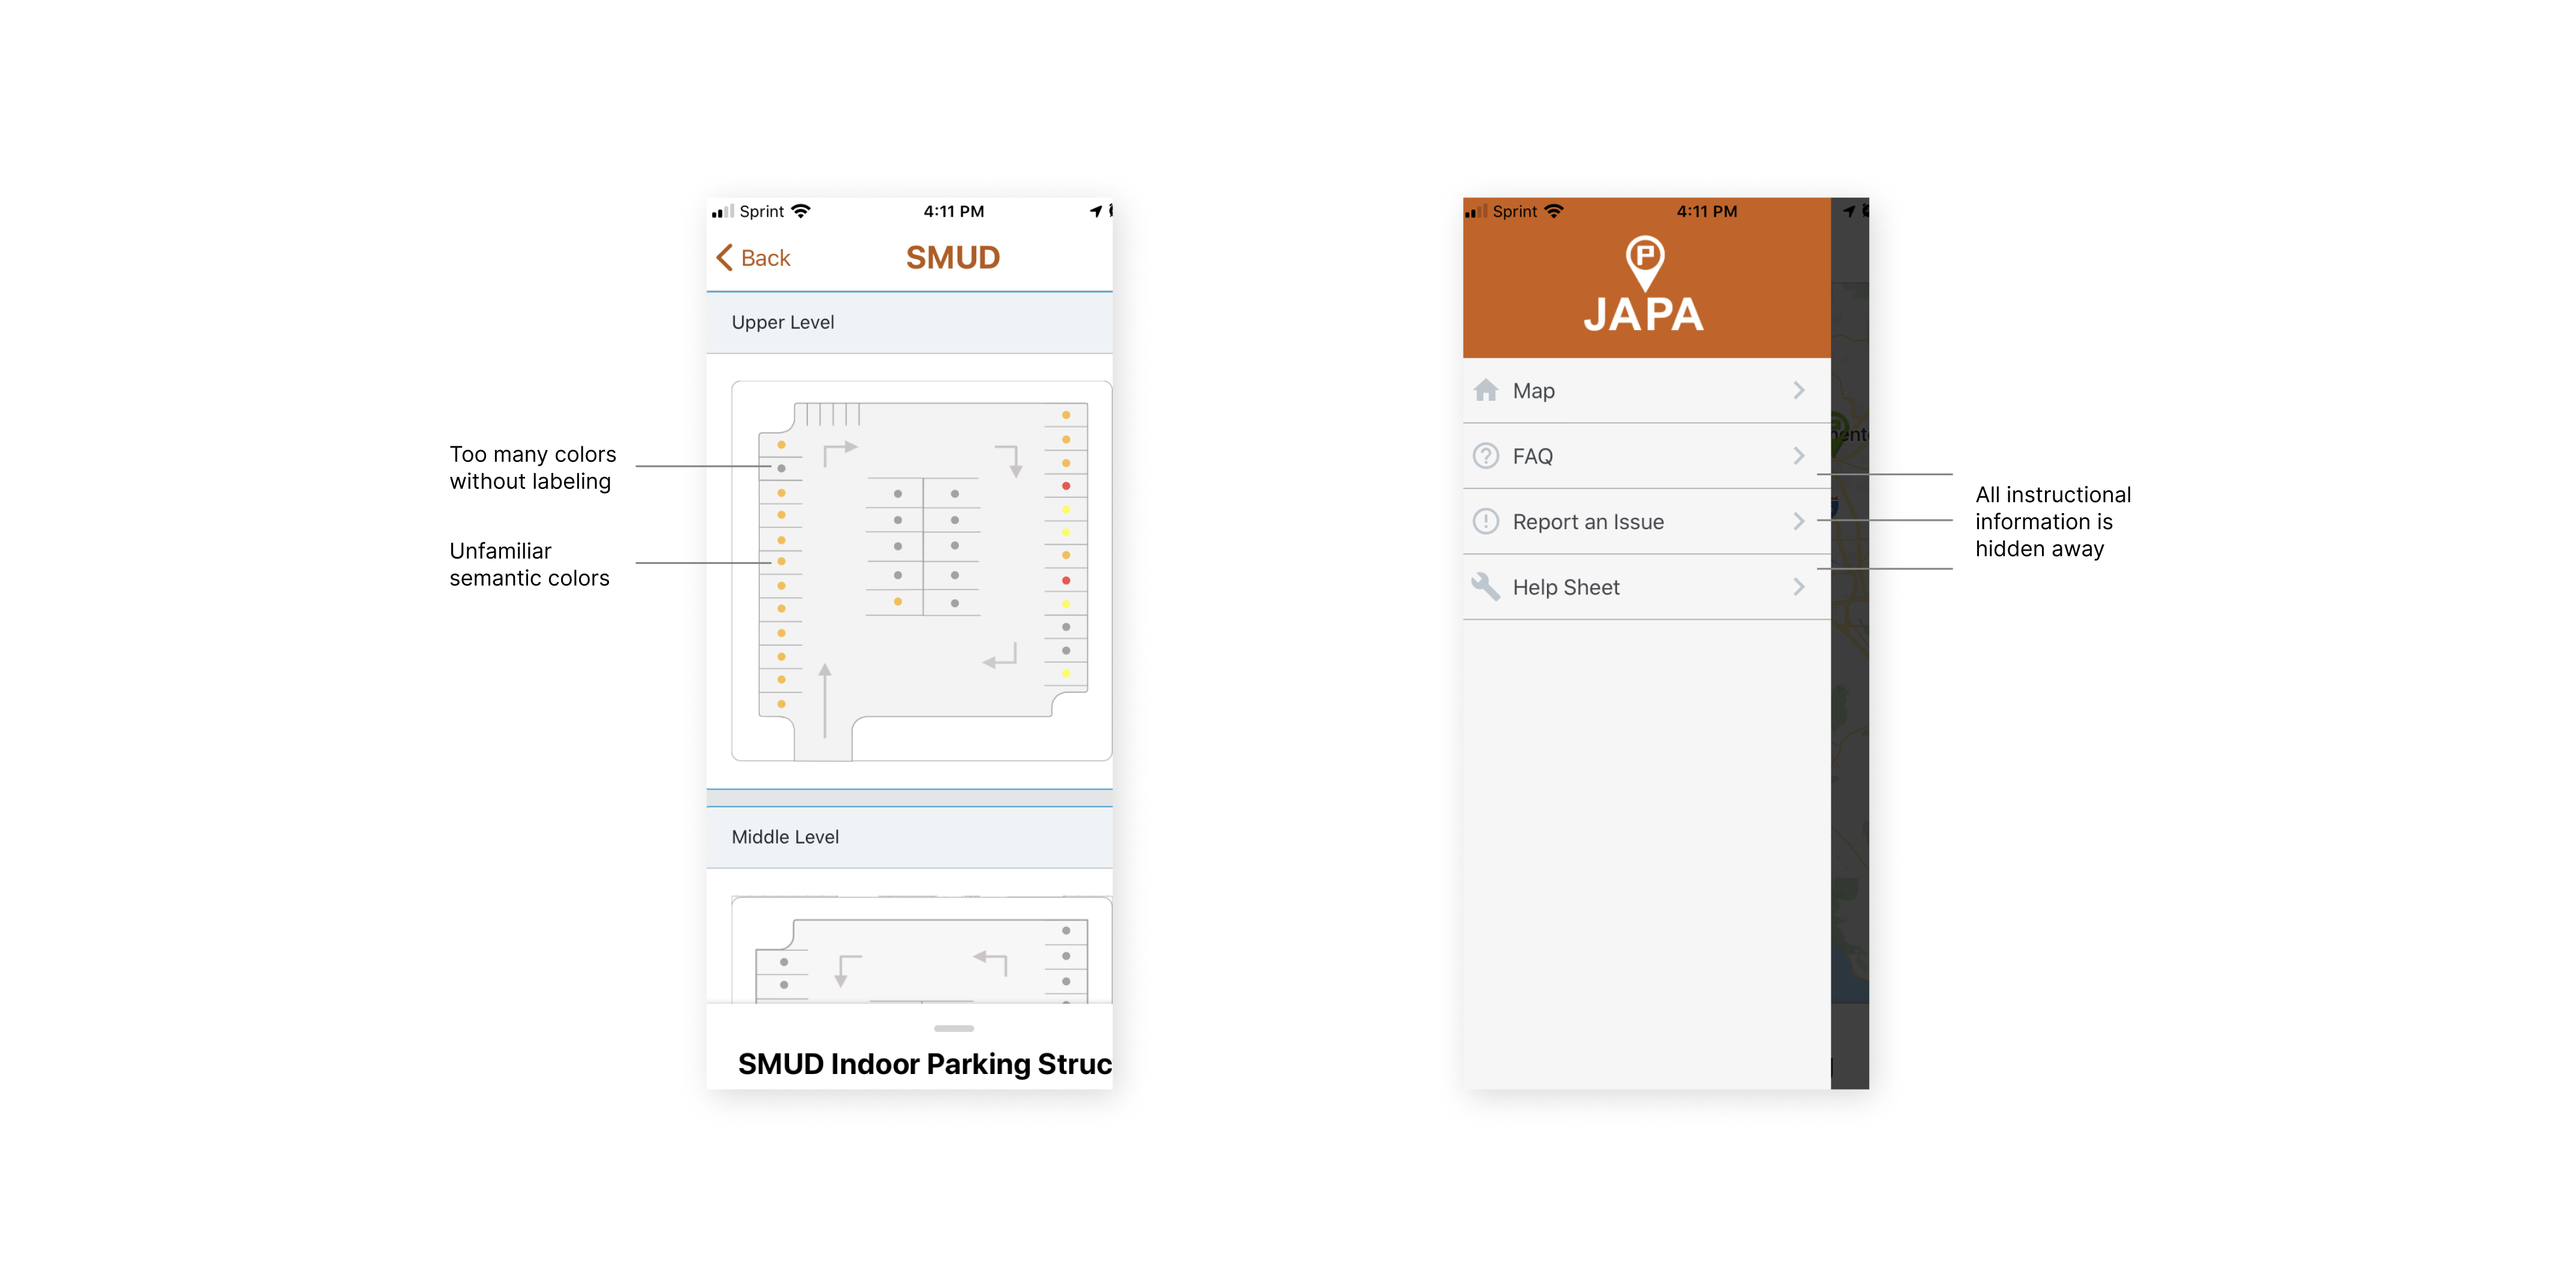 Too many colors
without labeling
Unfamiliar
semantic colors
Sprint
4:11 PM
Back
SMUD
Upper Level
Middle Level
SMUD Indoor Parking Struc
Sprint
4:11 PM
P
JAPA
Map
FAQ
Report an Issue
Help Sheet
All instructional
information is
hidden away